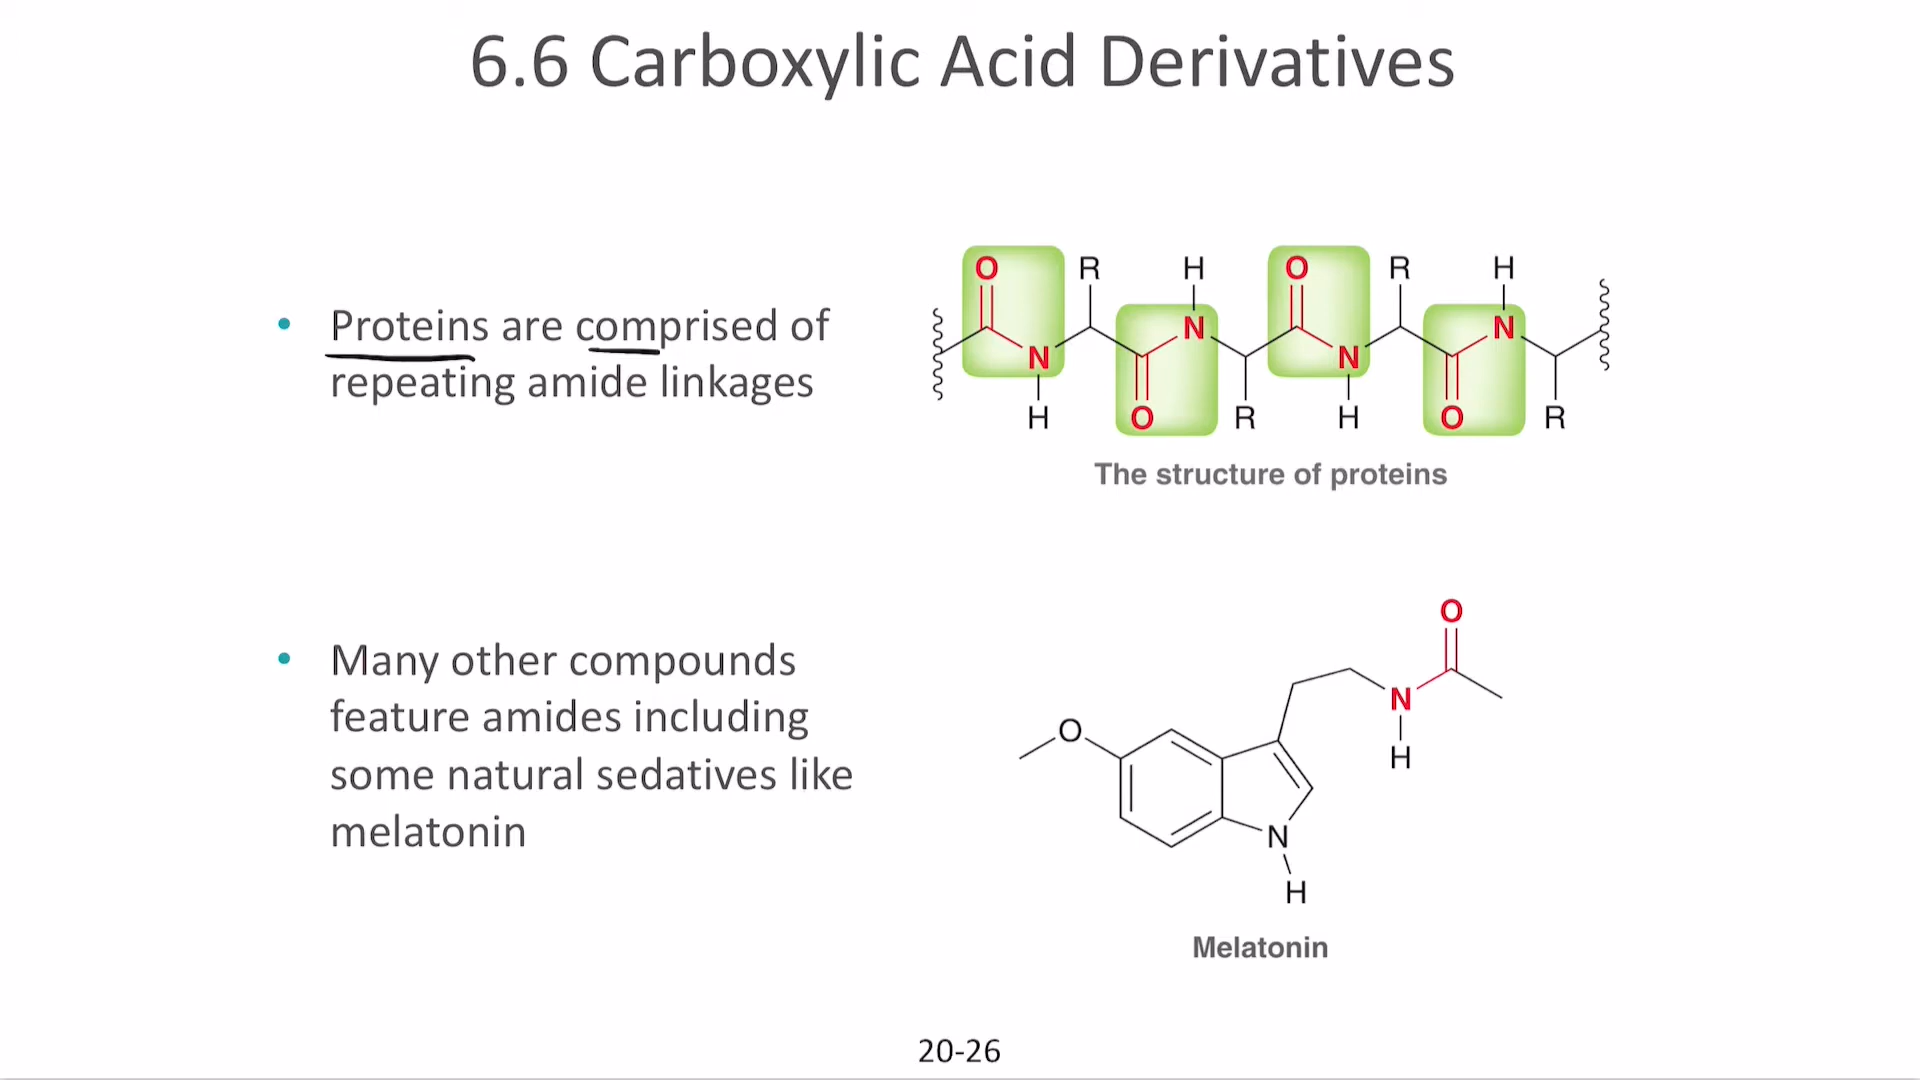 6.6 Carboxylic Acid Derivatives
• Proteins are comprised of
repeating amide linkages
O R H O R H
N N N N
H O R H O R
The structure of proteins
• Many other compounds
feature amides including
some natural sedatives like
melatonin
O
N
O
H
N
H
Melatonin
20-26